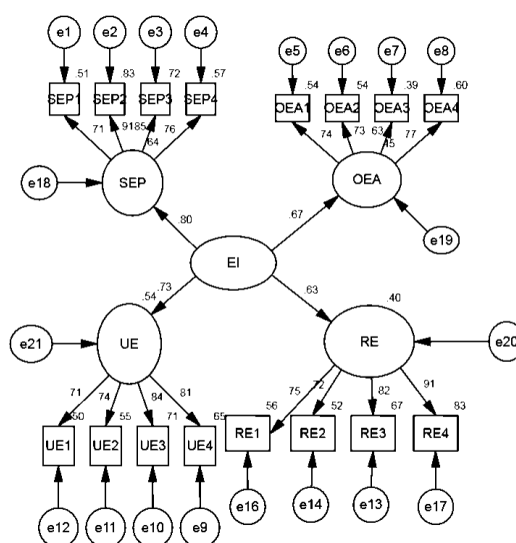 e1 e2 e3 e4
.51 .83 .72 .57
SEP1 SEP2 SEP3 SEP4
71 91 85 76
.64
SEP
e18
e5 e6 e7 e8
.54 .54 .39 .60
OEA1 OEA2 OEA3 OEA4
74 73 63 77
.45
OEA
e19
.80 .67
EI
.73 .63
.54
UE
e21
71 74 84 81
.50 55 71 65
UE1 UE2 UE3 UE4
e12 e11 e10 e9
.40
RE
e20
75 .72 82 91
56 52 67 83
RE1 RE2 RE3 RE4
e16 e14 e13 e17